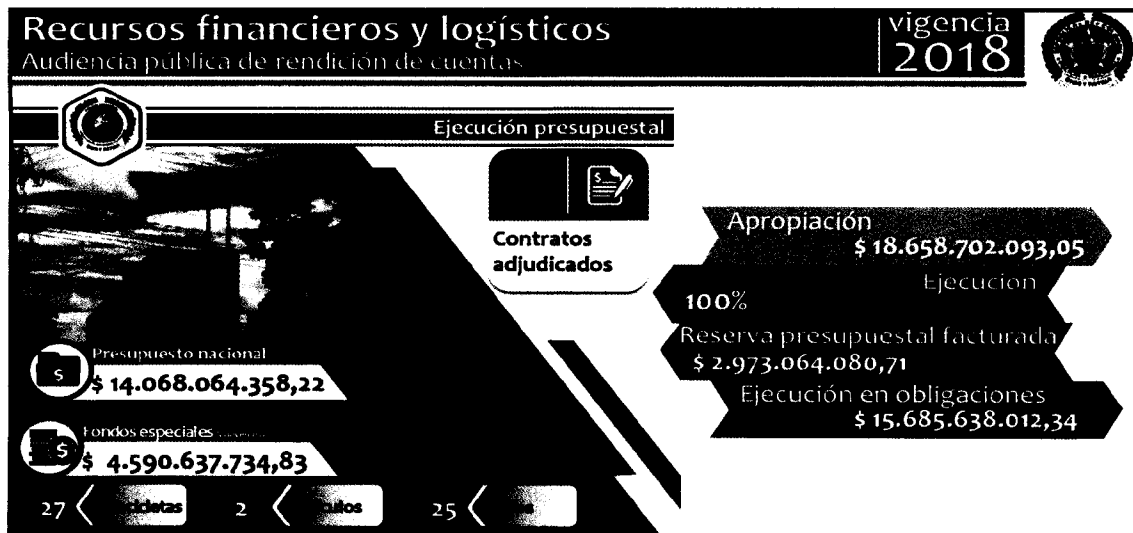 Recursos financieros y logísticos
Audiencia pública de rendición de cuentas
vigencia
2018
Ejecución presupuestal
Contratos
adjudicados
Presupuesto nacional
$ 14.068.064.358,22
Fondos especiales
$ 4.590.637.734,83
27
2
25
Apropiación
$ 18.658.702.093,05
Ejecucion
100%
Reserva presupuestal facturada
$ 2.973.064.080,71
Ejecución en obligaciones
$ 15.685.638.012,34